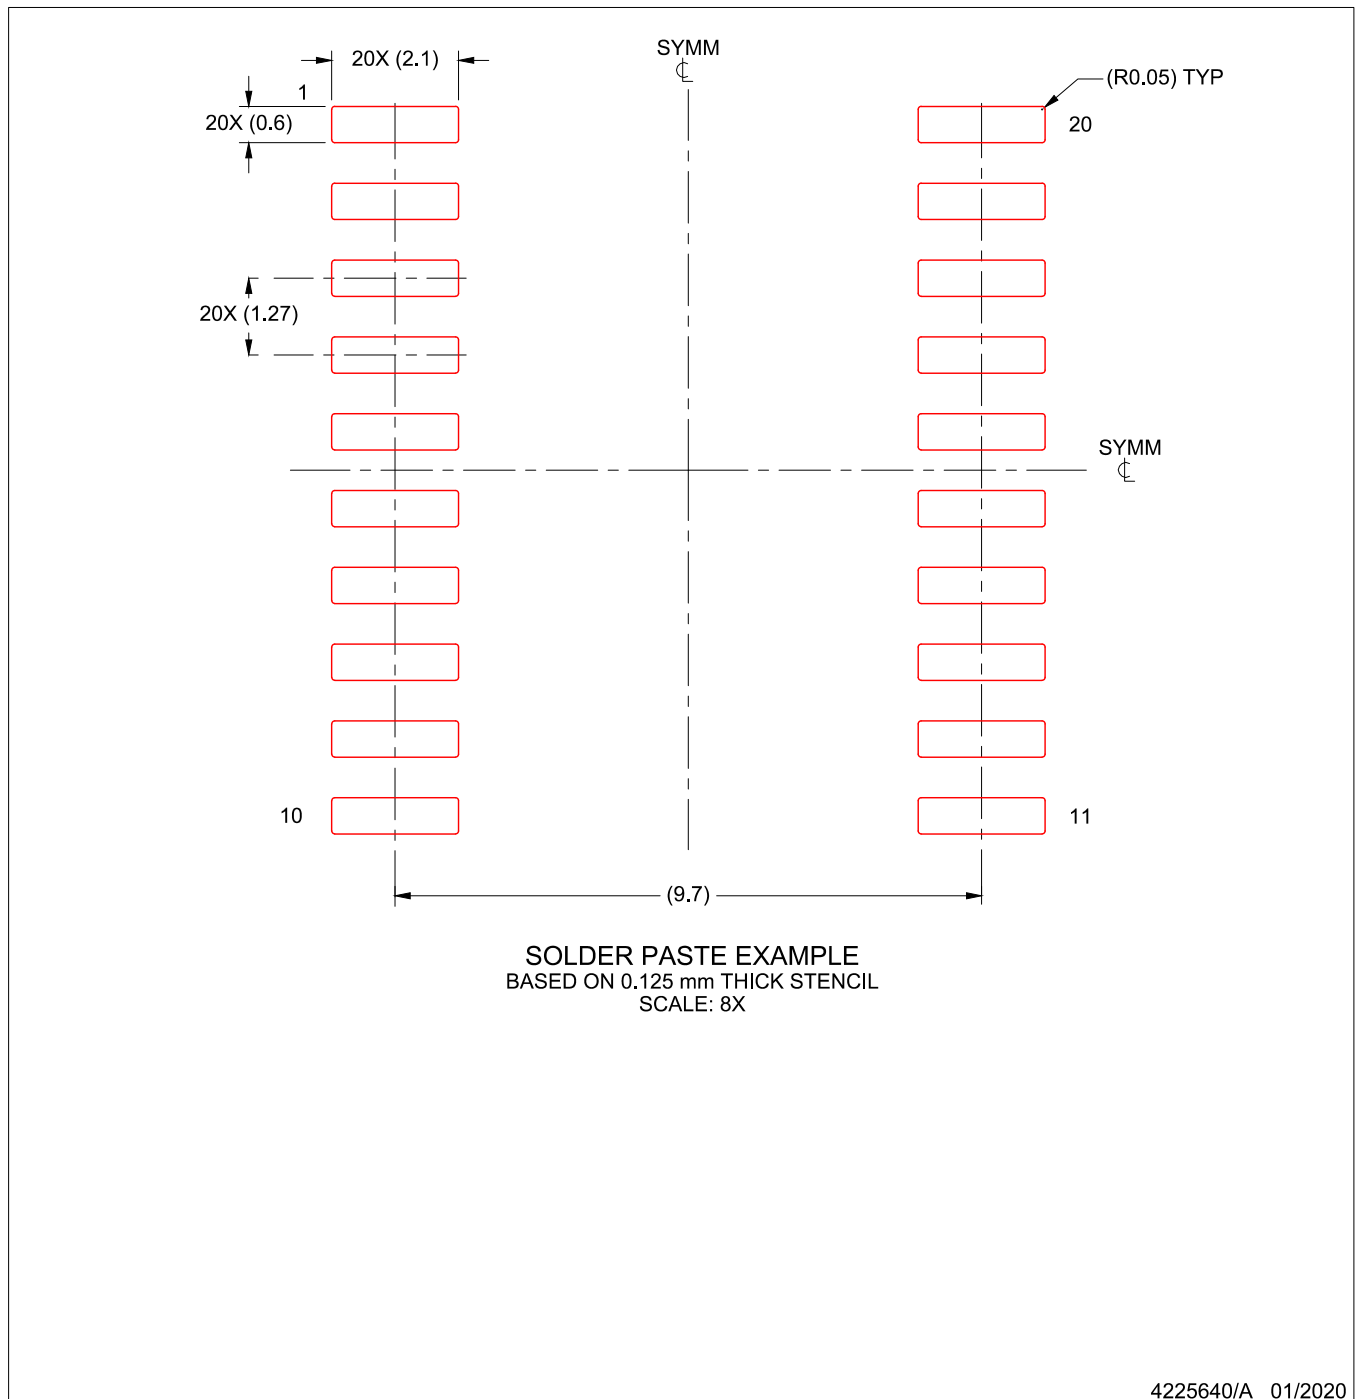 SYMM
20X (2.1)
(R0.05) TYP
1
20X (0.6)
20
20X (1.27)
SYMM
10
11
(9.7)
SOLDER PASTE EXAMPLE
BASED ON 0.125 mm THICK STENCIL
SCALE: 8X
4225640/A 01/2020